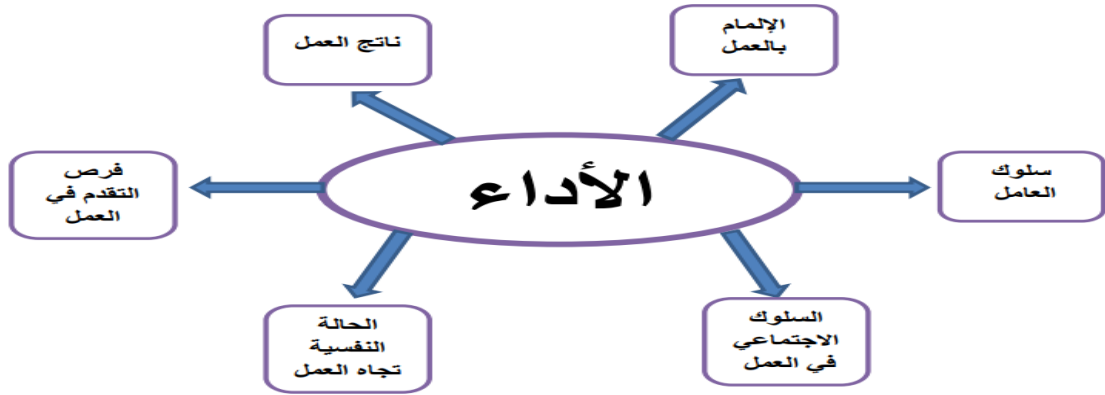 الإلمام
بالعمل
ناتج العمل
سلوك
العامل
الأداء
فرص
التقدم في
العمل
السلوك
الاجتماعي
في العمل
الحالة
النفسية
تجاه العمل